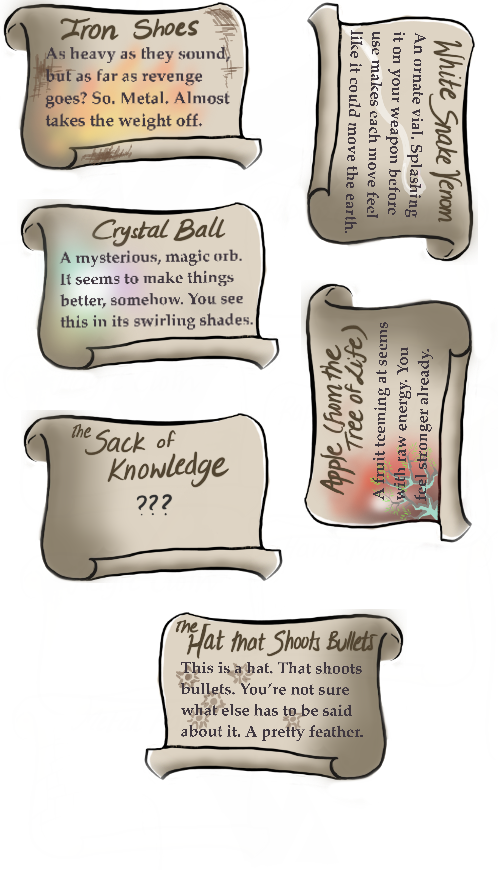 Iron Shoes
As heavy as they sound,
but as far as revenge
goes? So. Metal. Almost
takes the weight off.
White Snake Venom
An ornate vial. Splashing
it on your weapon before
use makes each move feel
like it could move the earth.
Crystal Ball
A mysterious, magic orb.
It seems to make things
better, somehow. You see
this in its swirling shades.
Apple (from the
Tree of Life)
A fruit teeming at seems
with raw energy. You
feel stronger already.
the Sack of
Knowledge
???
The Hat that Shoots Bullets
This is a hat. That shoots
bullets. You're not sure
what else has to be said
about it. A pretty feather.